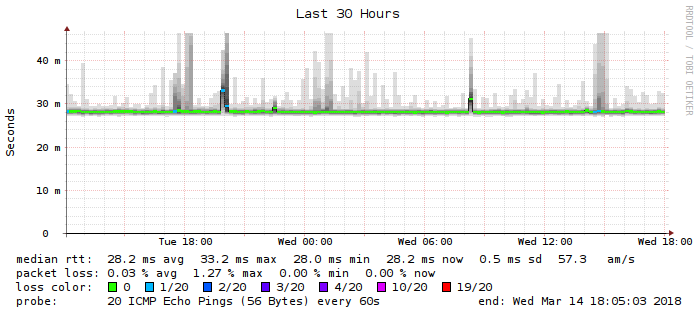 Last 30 Hours
RRDTOOL / TOBI OETIKER
Seconds
40 m
30 m
20 m
10 m
0
Tue 18:00 Wed 00:00 Wed 06:00 Wed 12:00 Wed 18:00
median rtt: 28.2 ms avg 33.2 ms max 28.0 ms min 28.2 ms now 0.5 ms sd 57.3 am/s
packet loss: 0.03 % avg 1.27 % max 0.00 % min 0.00 % now
loss color: 0 1/20 2/20 3/20 4/20 10/20 19/20
probe: 20 ICMP Echo Pings (56 Bytes) every 60s end: Wed Mar 14 18:05:03 2018